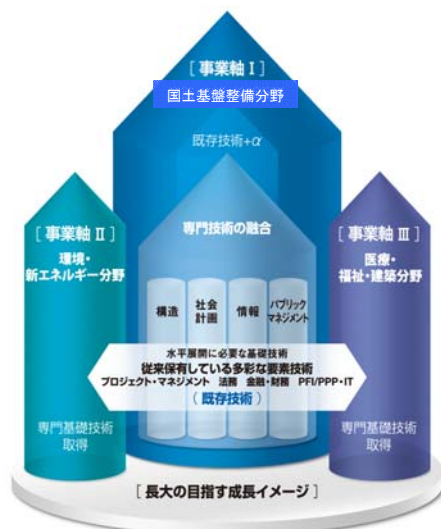 [ 事業軸 I ]
国土基盤整備分野
既存技術+α
[ 事業軸 II ]
環境・
新エネルギー分野
専門技術の融合
[ 事業軸 III ]
医療・
福祉・建築分野
構造
社会
計画
情報
パブリック
マネジメント
水平展開に必要な基礎技術
従来保有している多彩な要素技術
プロジェクト・マネジメント 法務 金融・財務 PFI/PPP・IT
( 既存技術 )
専門基礎技術
取得
専門基礎技術
取得
[ 長大の目指す成長イメージ ]